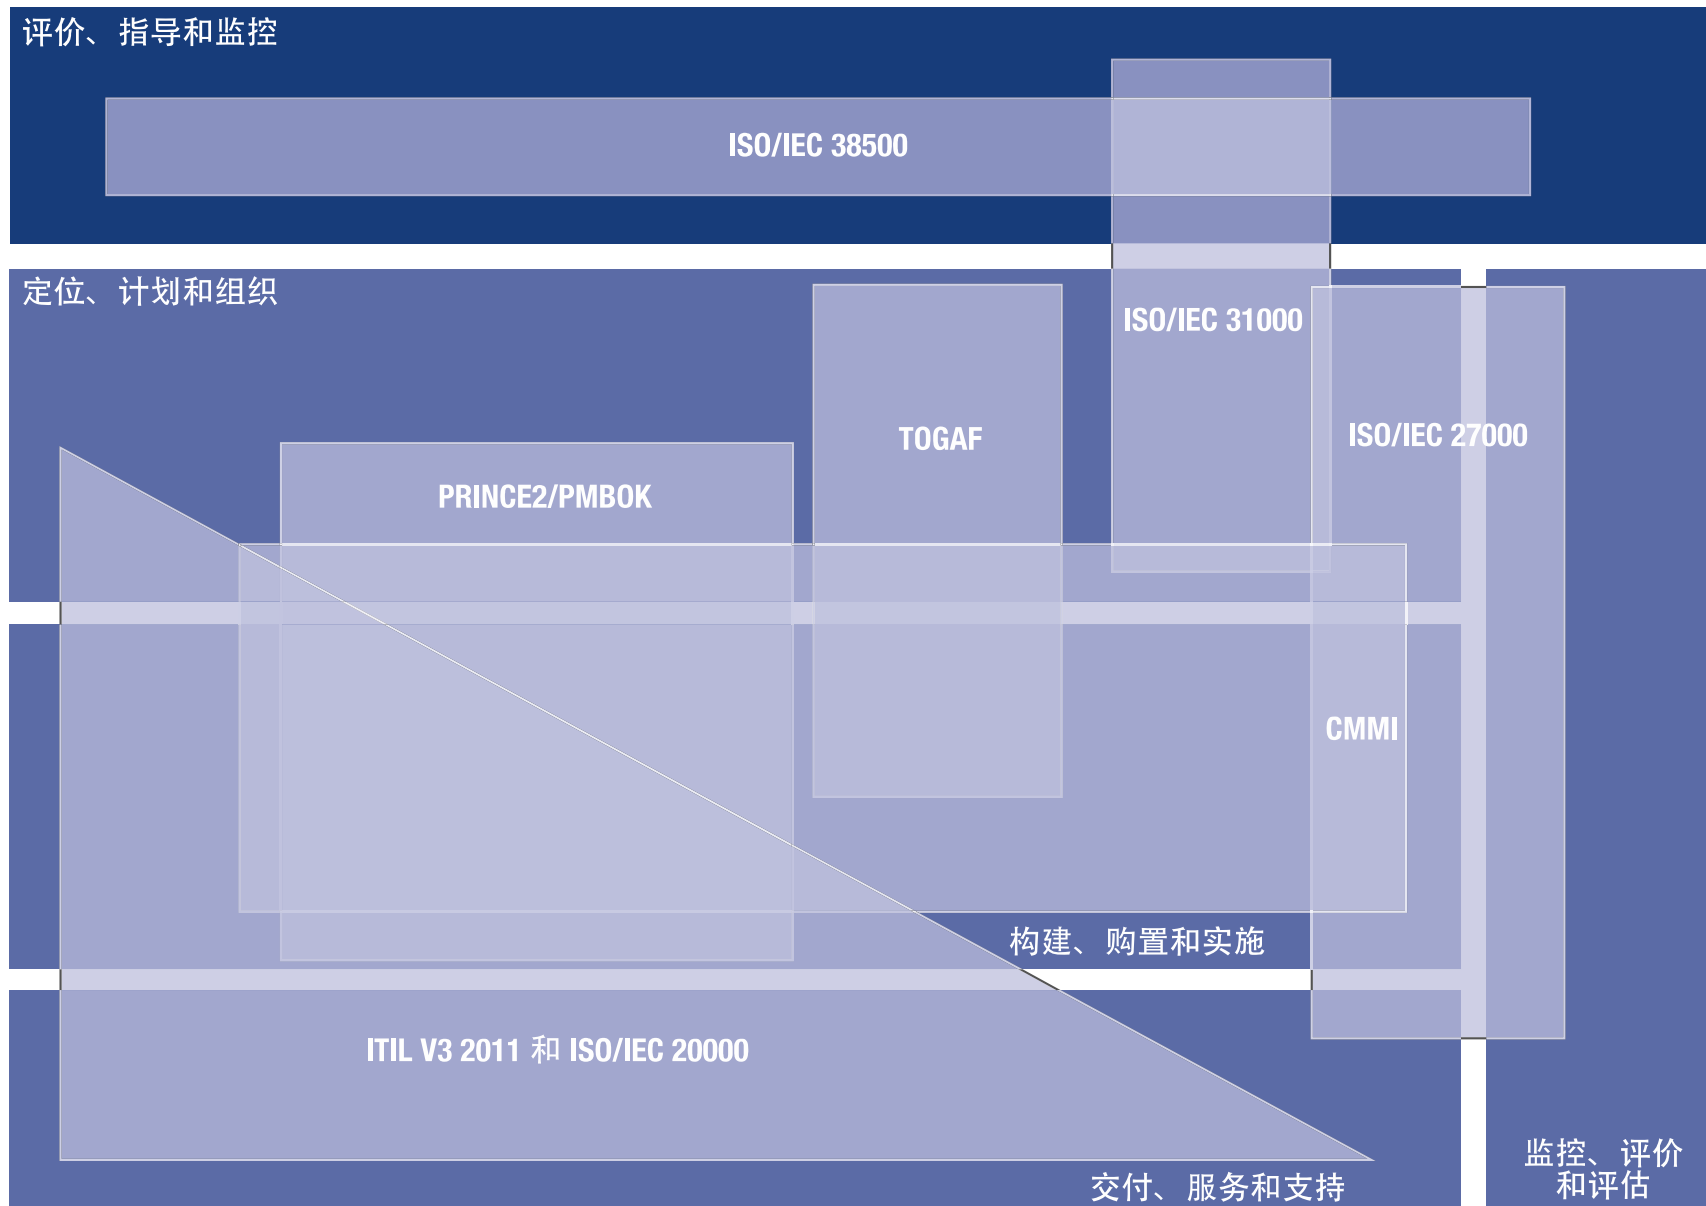 评价、指导和监控
ISO/IEC 38500
定位、计划和组织
ISO/IEC 31000
TOGAF
ISO/IEC 27000
PRINCE2/PMBOK
CMMI
构建、购置和实施
ITIL V3 2011 和 ISO/IEC 20000
监控、评价
和评估
交付、服务和支持